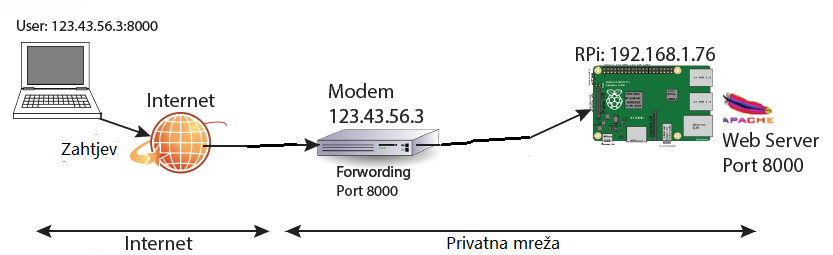 User: 123.43.56.3:8000
Internet
Zahtjev
Modem
123.43.56.3
Forwording
Port 8000
RPi: 192.168.1.76
APACHE
Web Server
Port 8000
Internet
Privatna mreža